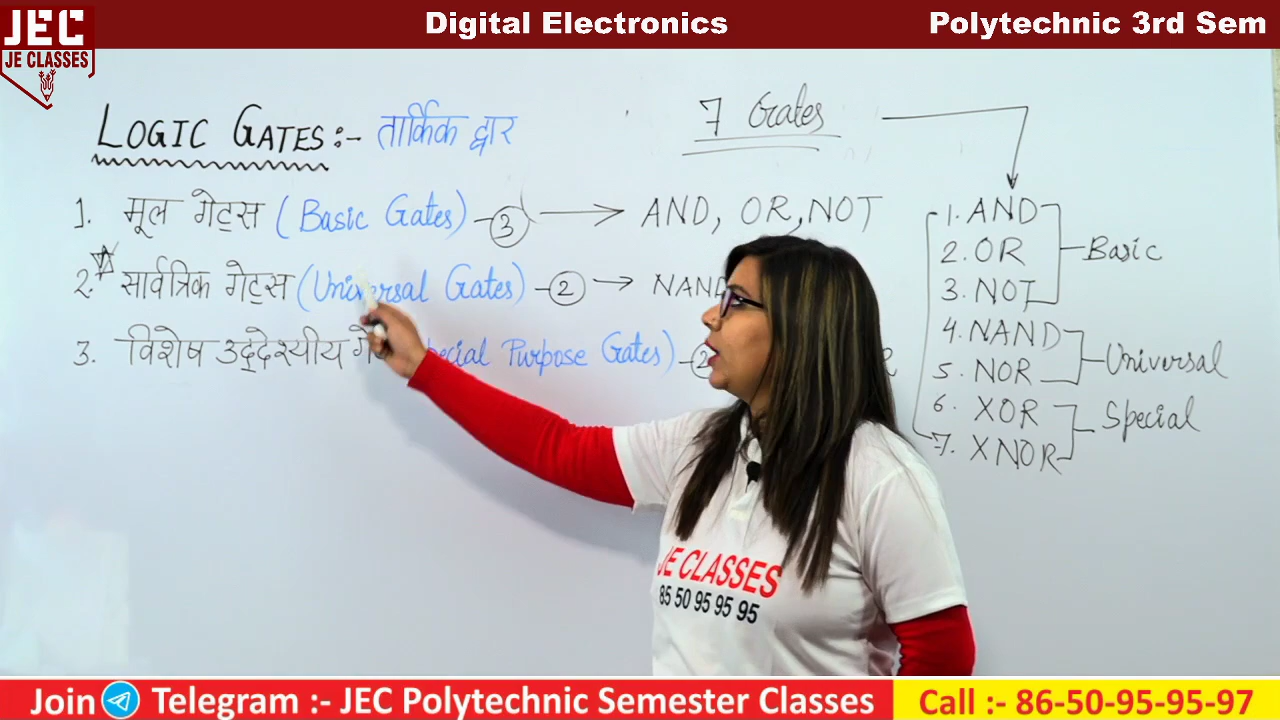 JEC
JE CLASSES
Digital Electronics
Polytechnic 3rd Sem
LOGIC GATES:- तार्किक द्वार
7 Gates
1. मूल गेट्स (Basic Gates) - 3 → AND, OR, NOT
2. सार्वत्रिक गेट्स (Universal Gates) - 2 → NAND
3. विशेष उद्देश्यीय Purpose Gates) - 2
1. AND
2. OR
3. NOT
Basic
4. NAND
5. NOR
Universal
6. XOR
7. XNOR
Special
JE CLASSES
85 50 95 95 95
Join Telegram :- JEC Polytechnic Semester Classes
Call :- 86-50-95-95-97